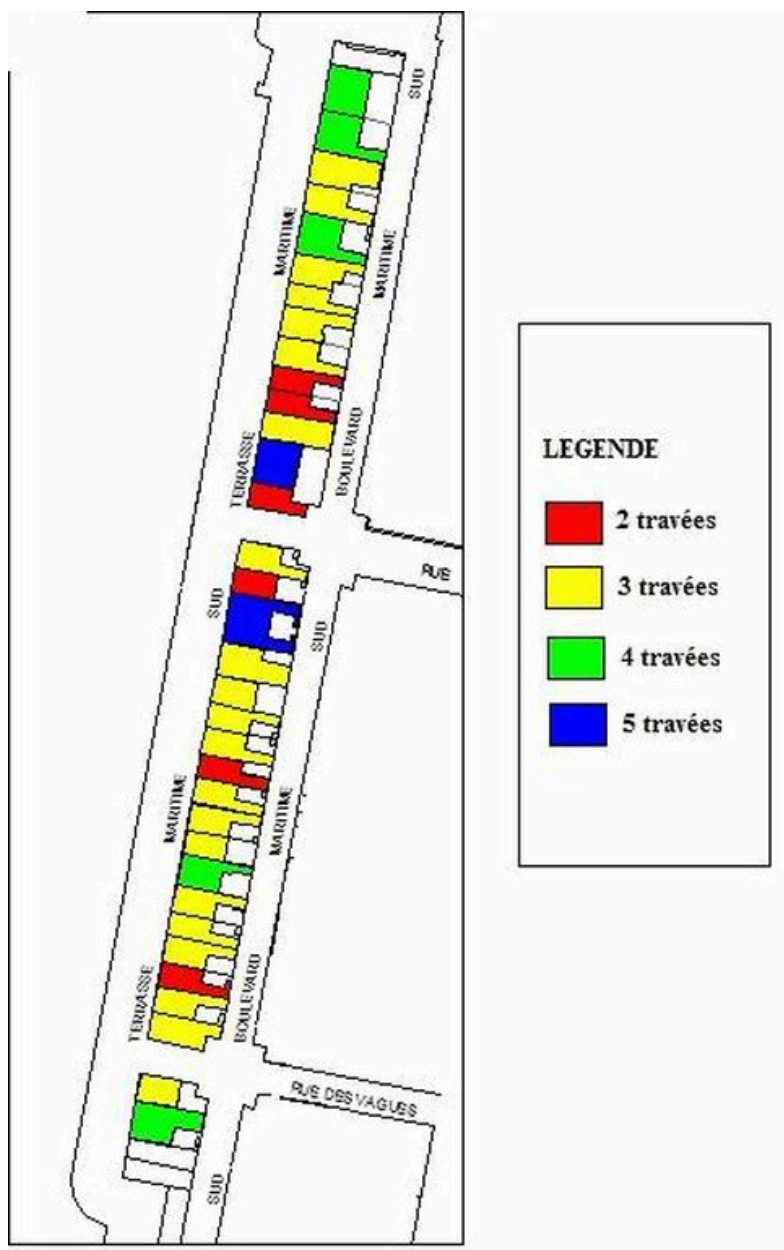 SUD
MARITIME
MARITIME
TERRASSE
BOULEVARD
RUE
SUD
SUD
MARITIME
MARITIME
TERRASSE
BOULEVARD
RUE DES VAGUES
SUD
LEGENDE
2 travées
3 travées
4 travées
5 travées